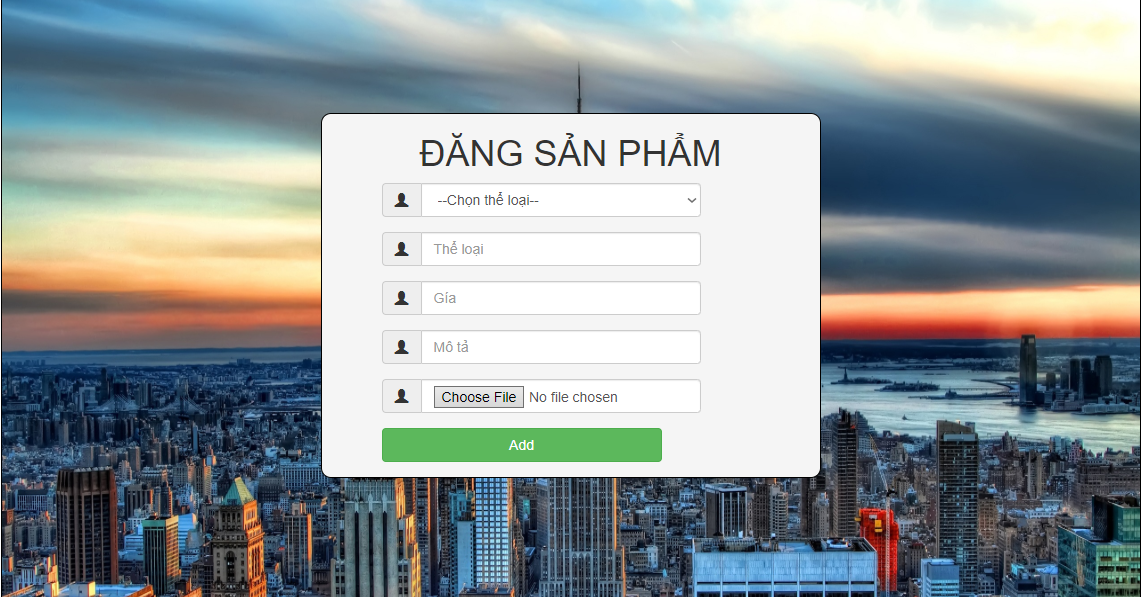 ĐĂNG SẢN PHẨM
--Chọn thể loại--
Thể loại
Gía
Mô tả
Choose File No file chosen
Add